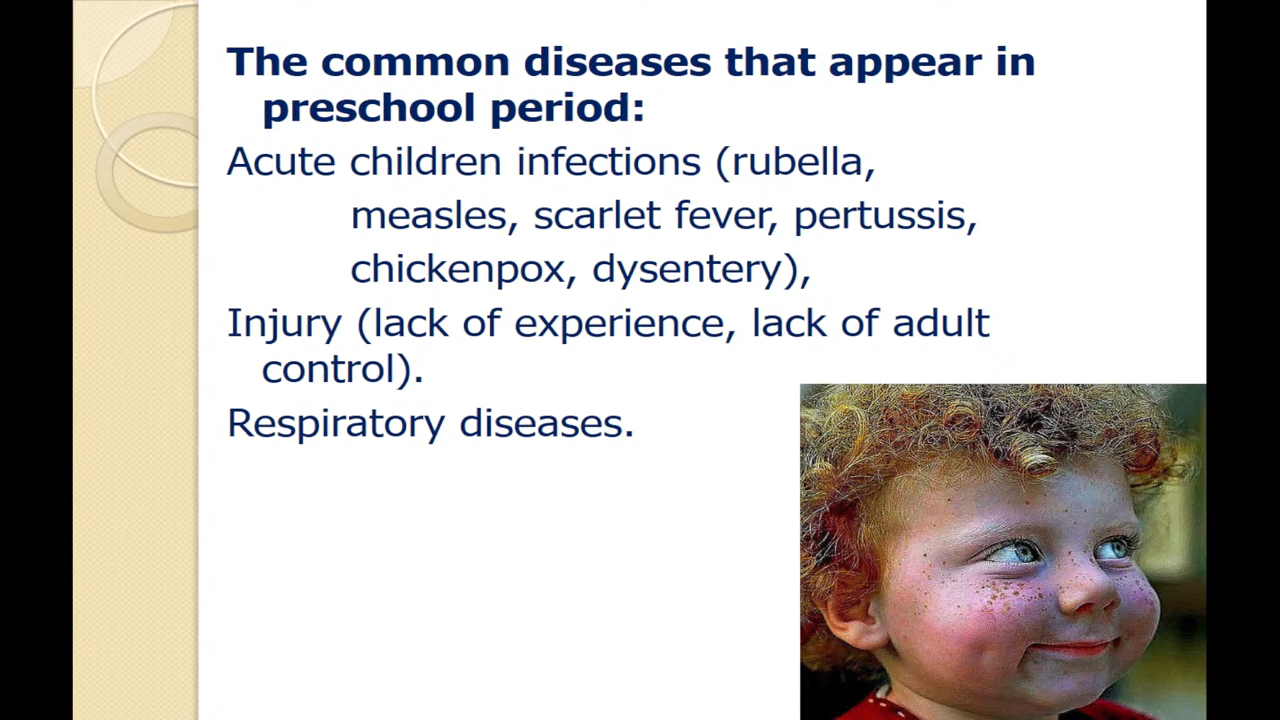 The common diseases that appear in
preschool period:
Acute children infections (rubella,
measles, scarlet fever, pertussis,
chickenpox, dysentery),
Injury (lack of experience, lack of adult
control).
Respiratory diseases.